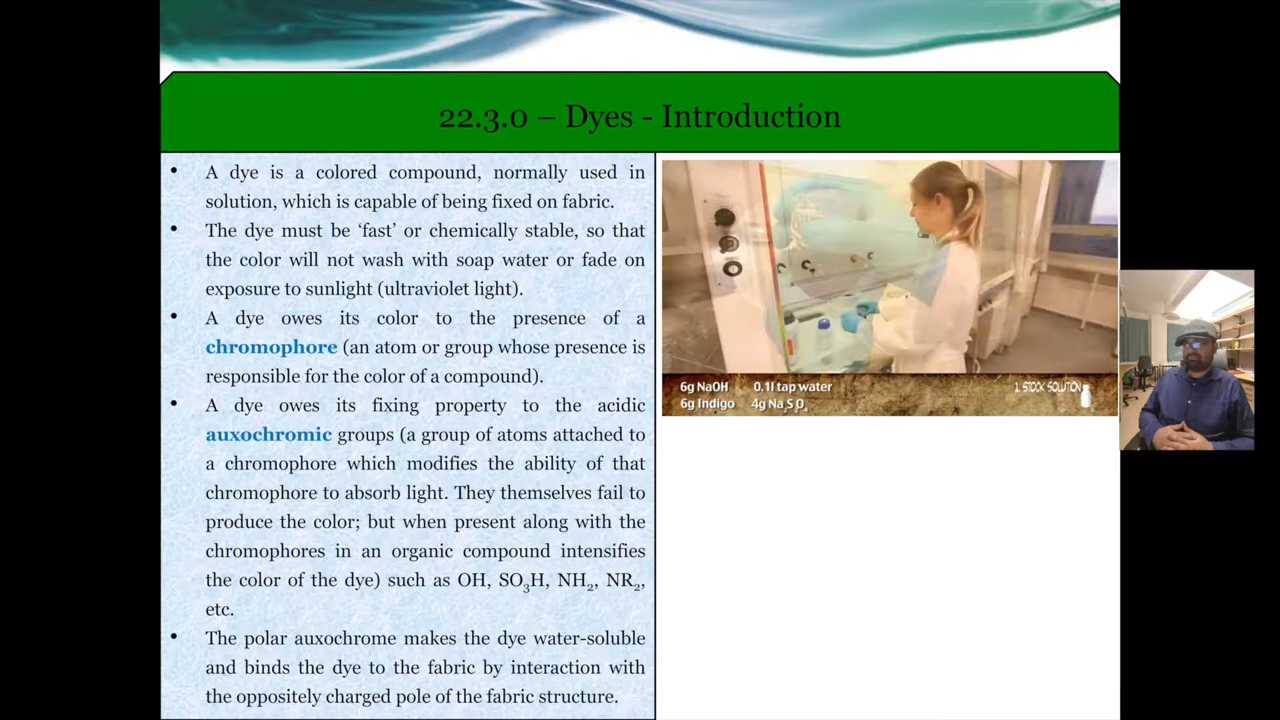 22.3.0 – Dyes - Introduction
• A dye is a colored compound, normally used in
solution, which is capable of being fixed on fabric.
• The dye must be ‘fast’ or chemically stable, so that
the color will not wash with soap water or fade on
exposure to sunlight (ultraviolet light).
• A dye owes its color to the presence of a
chromophore (an atom or group whose presence is
responsible for the color of a compound).
• A dye owes its fixing property to the acidic
auxochromic groups (a group of atoms attached to
a chromophore which modifies the ability of that
chromophore to absorb light. They themselves fail to
produce the color; but when present along with the
chromophores in an organic compound intensifies
the color of the dye) such as OH, SO₃H, NH₂, NR₂,
etc.
• The polar auxochrome makes the dye water-soluble
and binds the dye to the fabric by interaction with
the oppositely charged pole of the fabric structure.
6g NaOH 0.1l tap water
6g Indigo 4g Na₂S₂O₄
1. STOCK SOLUTION